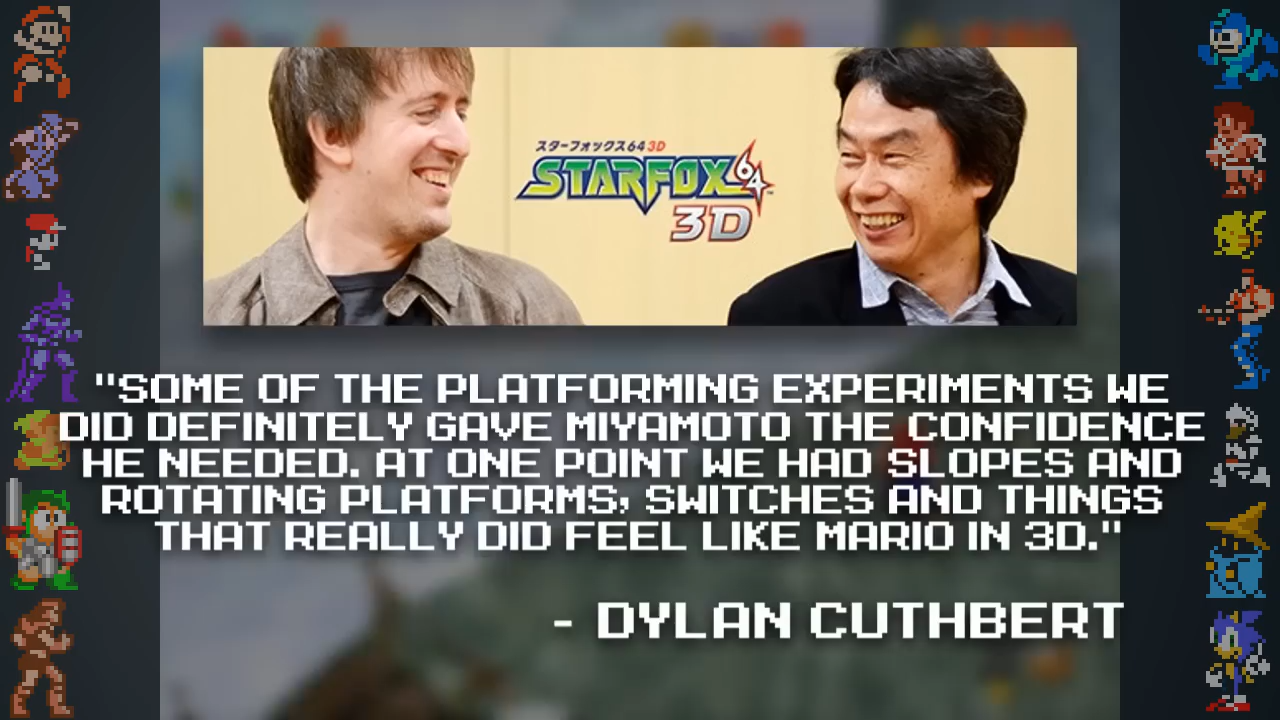 スターフォックス64 3D
STARFOX 64
3D
"SOME OF THE PLATFORMING EXPERIMENTS WE
DID DEFINITELY GAVE MIYAMOTO THE CONFIDENCE
HE NEEDED. AT ONE POINT WE HAD SLOPES AND
ROTATING PLATFORMS, SWITCHES AND THINGS
THAT REALLY DID FEEL LIKE MARIO IN 3D."
- DYLAN CUTHBERT